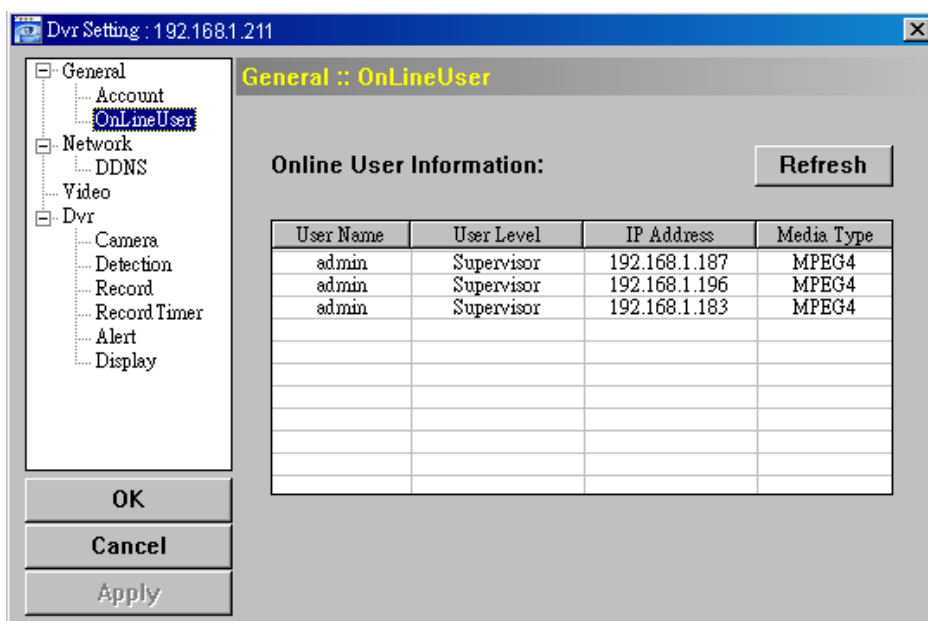 Dvr Setting : 192.168.1.211
General
Account
OnLineUser
Network
DDNS
Video
Dvr
Camera
Detection
Record
Record Timer
Alert
Display
OK
Cancel
Apply
General :: OnLineUser
Online User Information:
Refresh
User Name User Level IP Address Media Type
admin Supervisor 192.168.1.187 MPEG4
admin Supervisor 192.168.1.196 MPEG4
admin Supervisor 192.168.1.183 MPEG4